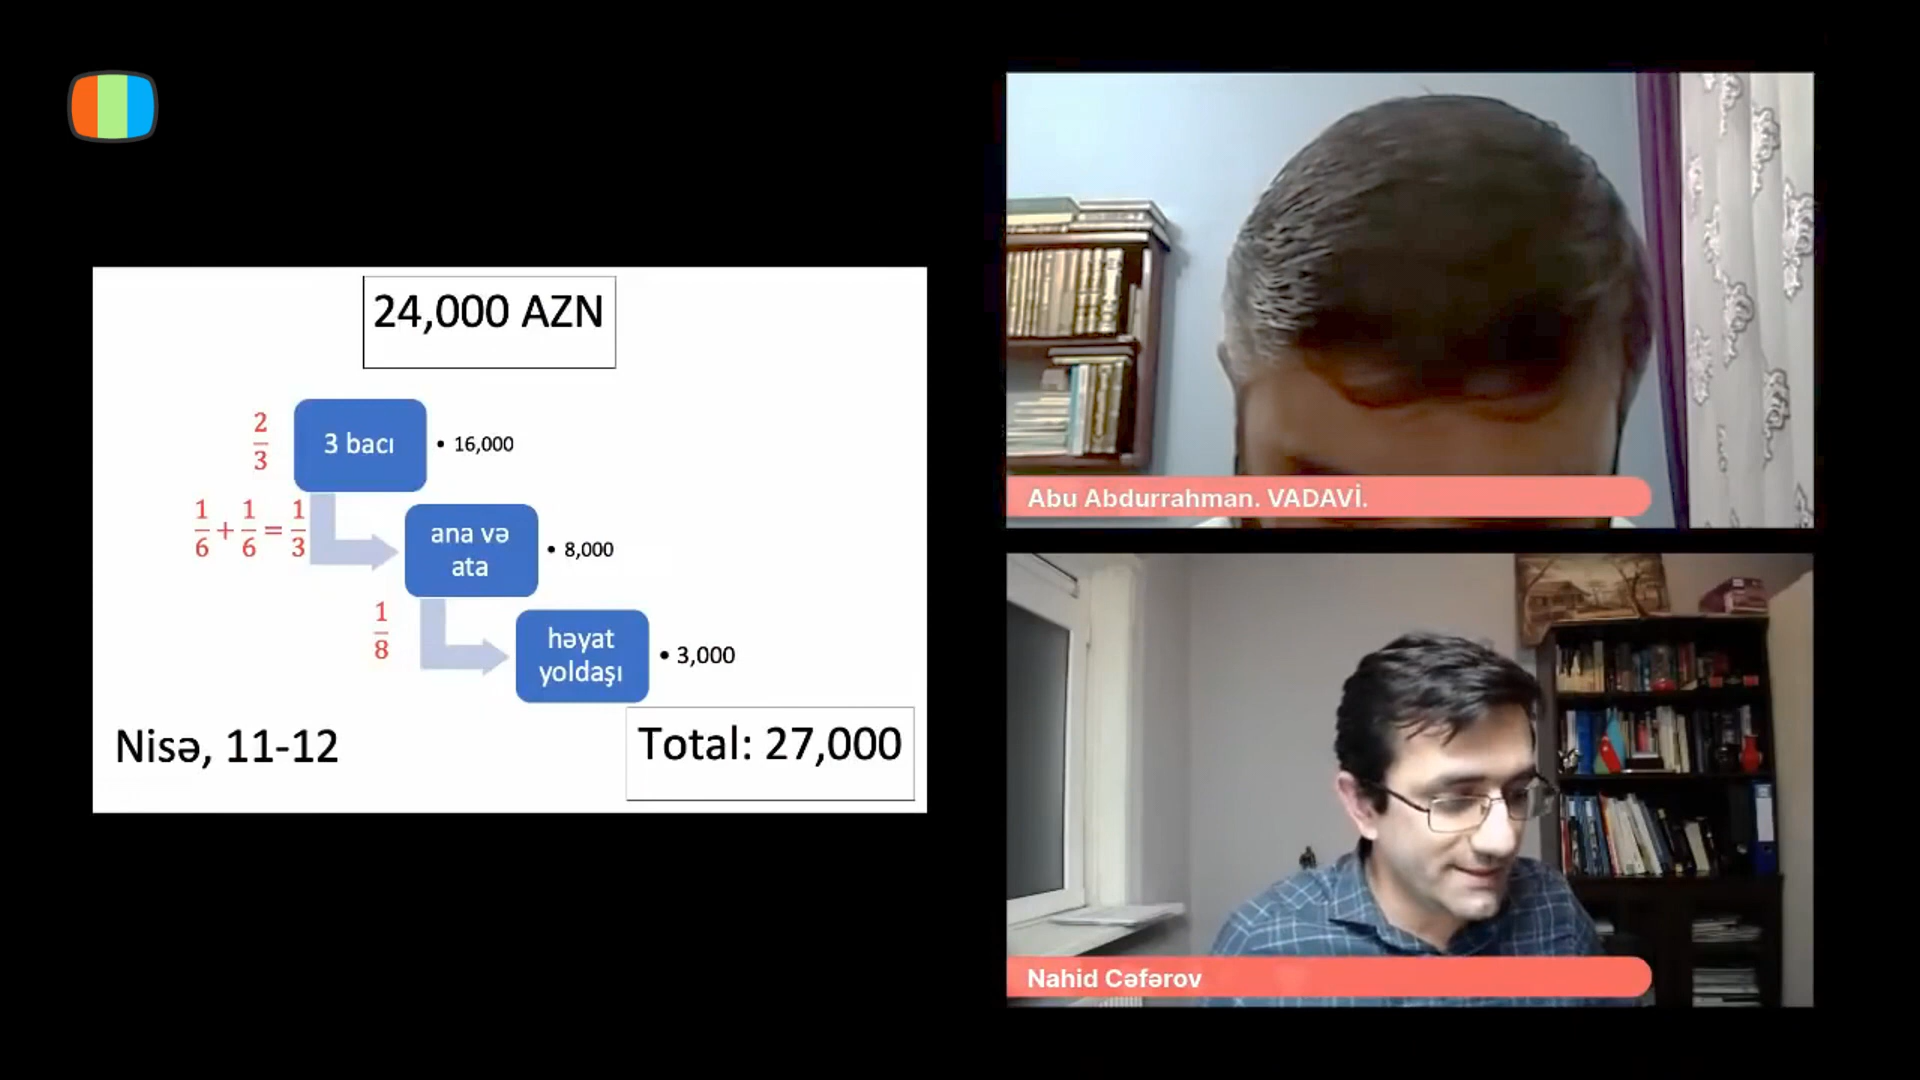 24,000 AZN
2/3
3 bacı
• 16,000
1/6 + 1/6 = 1/3
ana və
ata
• 8,000
1/8
həyat
yoldaşı
• 3,000
Nisə, 11-12
Total: 27,000
Abu Abdurrahman. VADAVİ.
Nahid Cəfərov